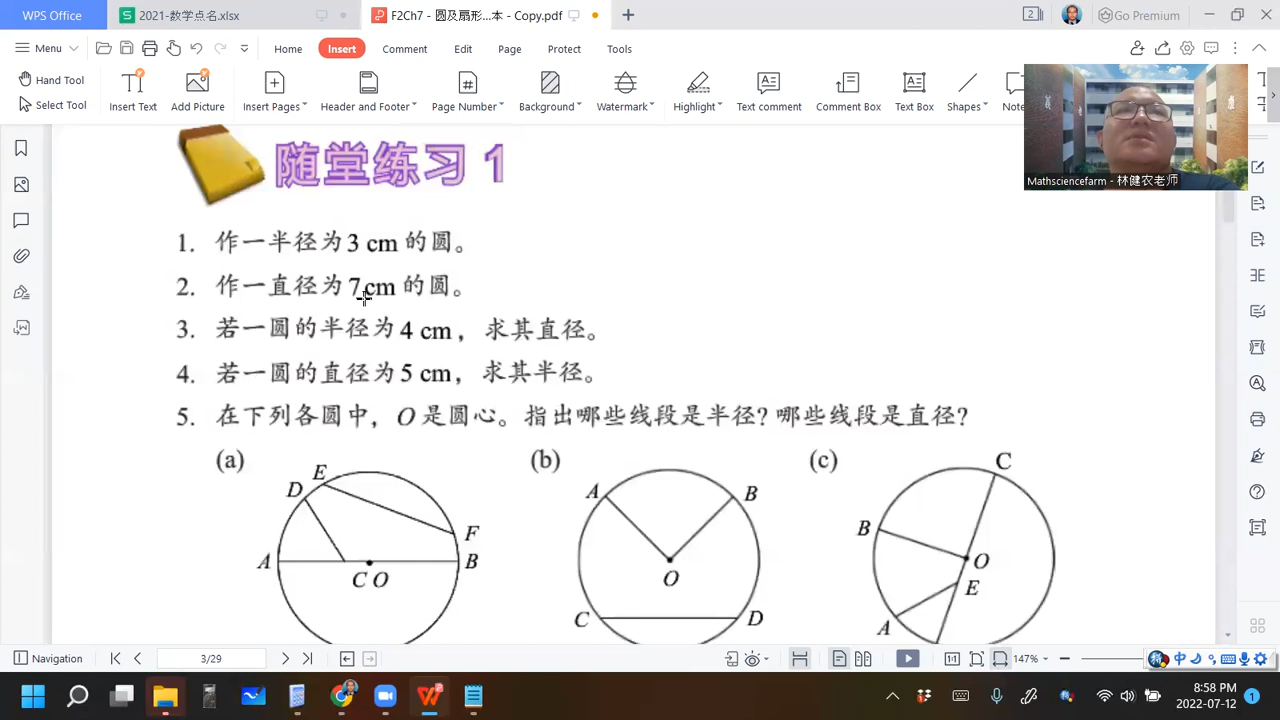 WPS Office
2021-数学点名.xlsx
F2Ch7 - 圆及扇形...本 - Copy.pdf
2
Go Premium
Menu
Home
Insert
Comment
Edit
Page
Protect
Tools
Hand Tool
Select Tool
Insert Text
Add Picture
Insert Pages
Header and Footer
Page Number
Background
Watermark
Highlight
Text comment
Comment Box
Text Box
Shapes
Mathsciencefarm - 林健农老师
随堂练习 1
1. 作一半径为 3 cm 的圆。
2. 作一直径为 7 cm 的圆。
3. 若一圆的半径为 4 cm，求其直径。
4. 若一圆的直径为 5 cm，求其半径。
5. 在下列各圆中，O 是圆心。指出哪些线段是半径？哪些线段是直径？
(a)
E
D
F
A
B
C O
(b)
A
B
O
C
D
(c)
C
B
O
E
A
Navigation
3/29
147%
中
8:58 PM
2022-07-12
1